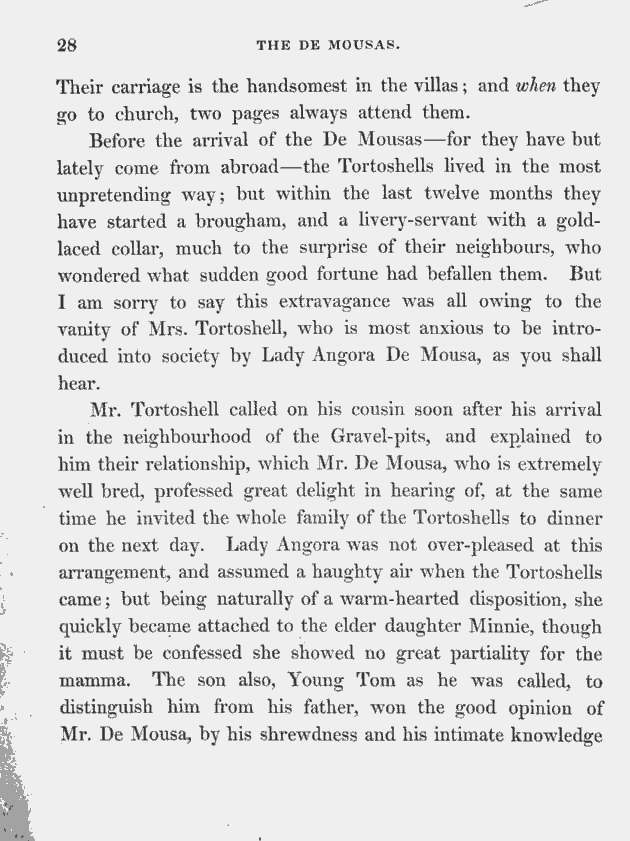 28 THE DE MOUSAS.
Their carriage is the handsomest in the villas; and when they
go to church, two pages always attend them.
Before the arrival of the De Mousas—for they have but
lately come from abroad—the Tortoshells lived in the most
unpretending way; but within the last twelve months they
have started a brougham, and a livery-servant with a gold-
laced collar, much to the surprise of their neighbours, who
wondered what sudden good fortune had befallen them. But
I am sorry to say this extravagance was all owing to the
vanity of Mrs. Tortoshell, who is most anxious to be intro-
duced into society by Lady Angora De Mousa, as you shall
hear.
Mr. Tortoshell called on his cousin soon after his arrival
in the neighbourhood of the Gravel-pits, and explained to
him their relationship, which Mr. De Mousa, who is extremely
well bred, professed great delight in hearing of, at the same
time he invited the whole family of the Tortoshells to dinner
on the next day. Lady Angora was not over-pleased at this
arrangement, and assumed a haughty air when the Tortoshells
came; but being naturally of a warm-hearted disposition, she
quickly became attached to the elder daughter Minnie, though
it must be confessed she showed no great partiality for the
mamma. The son also, Young Tom as he was called, to
distinguish him from his father, won the good opinion of
Mr. De Mousa, by his shrewdness and his intimate knowledge